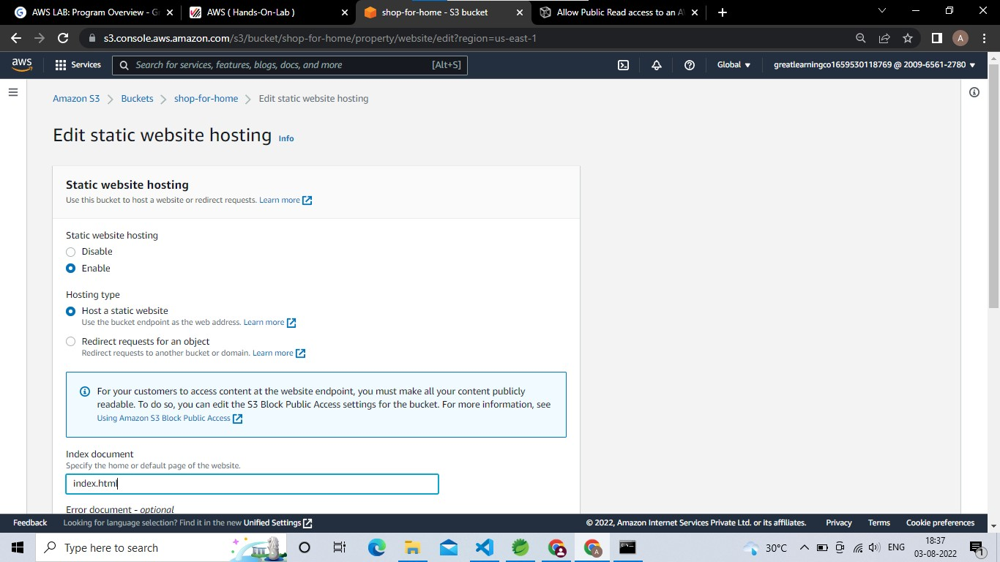 AWS LAB: Program Overview - G
AWS ( Hands-On-Lab )
shop-for-home - S3 bucket
Allow Public Read access to an A
s3.console.aws.amazon.com/s3/bucket/shop-for-home/property/website/edit?region=us-east-1
A
aws
Services
Search for services, features, blogs, docs, and more
[Alt+S]
Global
greatlearningco1659530118769 @ 2009-6561-2780
Amazon S3
Buckets
shop-for-home
Edit static website hosting
Edit static website hosting Info
Static website hosting
Use this bucket to host a website or redirect requests. Learn more
Static website hosting
Disable
Enable
Hosting type
Host a static website
Use the bucket endpoint as the web address. Learn more
Redirect requests for an object
Redirect requests to another bucket or domain. Learn more
For your customers to access content at the website endpoint, you must make all your content publicly
readable. To do so, you can edit the S3 Block Public Access settings for the bucket. For more information, see
Using Amazon S3 Block Public Access
Index document
Specify the home or default page of the website.
index.html
Error document - optional
Feedback
Looking for language selection? Find it in the new Unified Settings
© 2022, Amazon Internet Services Private Ltd. or its affiliates.
Privacy
Terms
Cookie preferences
Type here to search
A
30°C
ENG
18:37
03-08-2022
1